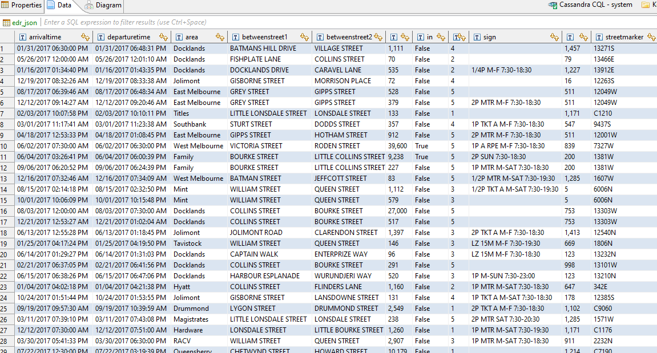 Properties Data Diagram Cassandra CQL - system
edr_json Enter a SQL expression to filter results (use Ctrl+Space)
arrivaltime departuretime area betweenstreet1 betweenstreet2 in sign streetmarker
1 01/31/2017 06:30:00 PM 01/31/2017 06:48:31 PM Docklands BATMANS HILL DRIVE VILLAGE STREET 1,111 False 4 1,457 13271S
2 05/26/2017 12:00:00 AM 05/26/2017 12:01:10 AM Docklands FISHPLATE LANE COLLINS STREET 70 False 2 79 13466E
3 01/16/2017 01:34:40 PM 01/16/2017 01:43:35 PM Docklands DOCKLANDS DRIVE CARAVEL LANE 535 False 2 1/4P M-F 7:30-18:30 1,227 13912E
4 12/19/2017 08:32:26 AM 12/19/2017 08:33:38 AM Jolimont GISBORNE STREET MORRISON PLACE 72 False 4 16 12263S
5 08/17/2017 06:39:46 AM 08/17/2017 06:48:34 AM East Melbourne GREY STREET GIPPS STREET 528 False 5 511 12049W
6 12/12/2017 09:14:27 AM 12/12/2017 09:20:46 AM East Melbourne GREY STREET GIPPS STREET 379 False 5 2P MTR M-F 7:30-18:30 511 12049W
7 02/03/2017 10:07:58 PM 02/03/2017 10:10:11 PM Titles LITTLE LONSDALE STREET LONSDALE STREET 133 False 1 1,171 C1210
8 03/01/2017 11:17:41 AM 03/01/2017 11:23:38 AM Southbank STURT STREET DODDS STREET 357 False 4 1P TKT A M-F 7:30-18:30 547 9437S
9 04/18/2017 12:53:33 PM 04/18/2017 01:08:45 PM East Melbourne GIPPS STREET HOTHAM STREET 912 False 5 2P MTR M-F 7:30-18:30 565 12001W
10 06/02/2017 07:30:00 AM 06/02/2017 06:30:00 PM West Melbourne VICTORIA STREET RODEN STREET 39,600 True 5 1P A RPE M-F 7:30-18:30 839 7327W
11 06/04/2017 03:26:41 PM 06/04/2017 06:00:39 PM Family BOURKE STREET LITTLE COLLINS STREET 9,238 True 5 2P SUN 7:30-18:30 200 1381W
12 09/06/2017 06:20:52 PM 09/06/2017 06:24:39 PM Family BOURKE STREET LITTLE COLLINS STREET 227 False 5 1P MTR M-SAT 7:30-18:30 200 1381W
13 12/16/2017 07:32:46 AM 12/16/2017 07:34:09 AM West Melbourne BATMAN STREET JEFFCOTT STREET 83 False 5 1/2P MTR M-SAT 7:30-18:30 1,285 1607W
14 08/15/2017 02:14:18 PM 08/15/2017 02:32:50 PM Mint WILLIAM STREET QUEEN STREET 1,112 False 3 1/2P TKT A M-SAT 7:30-19:30 5 6006N
15 10/01/2017 10:06:09 PM 10/01/2017 10:15:48 PM Mint WILLIAM STREET QUEEN STREET 579 False 3 5 6006N
16 08/03/2017 12:00:00 AM 08/03/2017 07:30:00 AM Docklands COLLINS STREET BOURKE STREET 27,000 False 5 753 13303W
17 12/21/2017 12:53:27 AM 12/21/2017 01:02:04 AM Docklands COLLINS STREET BOURKE STREET 517 False 5 753 13303W
18 06/13/2017 12:55:28 PM 06/13/2017 01:18:45 PM Jolimont JOLIMONT ROAD CLARENDON STREET 1,397 False 3 2P TKT A M-F 7:30-18:30 1,413 12540N
19 01/25/2017 04:17:24 PM 01/25/2017 04:19:50 PM Tavistock WILLIAM STREET QUEEN STREET 146 False 3 LZ 15M M-F 7:30-19:30 669 1806N
20 06/14/2017 01:29:27 PM 06/14/2017 01:31:03 PM Docklands CAPTAIN WALK ENTERPRIZE WAY 96 False 3 LZ 30M M-F 7:30-18:30 123 13232N
21 02/21/2017 06:37:05 PM 02/21/2017 06:41:56 PM Docklands COLLINS STREET BOURKE STREET 291 False 5 998 13101W
22 06/15/2017 06:38:26 PM 06/15/2017 06:47:06 PM Docklands HARBOUR ESPLANADE WURUNDJERI WAY 520 False 3 1P M-SUN 7:30-23:00 123 13210N
23 01/04/2017 04:02:18 PM 01/04/2017 04:21:38 PM Hyatt COLLINS STREET FLINDERS LANE 1,160 False 2 1P MTR M-SAT 7:30-18:30 647 342E
24 10/24/2017 01:51:44 PM 10/24/2017 01:53:55 PM Jolimont GISBORNE STREET LANSDOWNE STREET 131 False 4 1P TKT A M-SAT 7:30-18:30 178 12385S
25 09/19/2017 09:57:30 AM 09/19/2017 10:39:59 AM Drummond LYGON STREET DRUMMOND STREET 2,549 False 1 2P TKT A M-F 7:30-18:30 1,102 C9060
26 03/11/2017 07:39:10 PM 03/11/2017 07:43:08 PM Magistrates LITTLE LONSDALE STREET LONSDALE STREET 238 False 5 2P MTR SAT 7:30-20:30 1,285 1571W
27 12/12/2017 07:30:00 AM 12/12/2017 07:51:00 AM Hardware LONSDALE STREET LITTLE BOURKE STREET 1,260 False 1 1P MTR M-SAT 7:30-19:30 1,171 C1176
28 03/30/2017 05:41:33 PM 03/30/2017 06:30:00 PM RACV WILLIAM STREET QUEEN STREET 2,907 False 3 1P MTR M-SAT 7:30-18:30 911 2232N